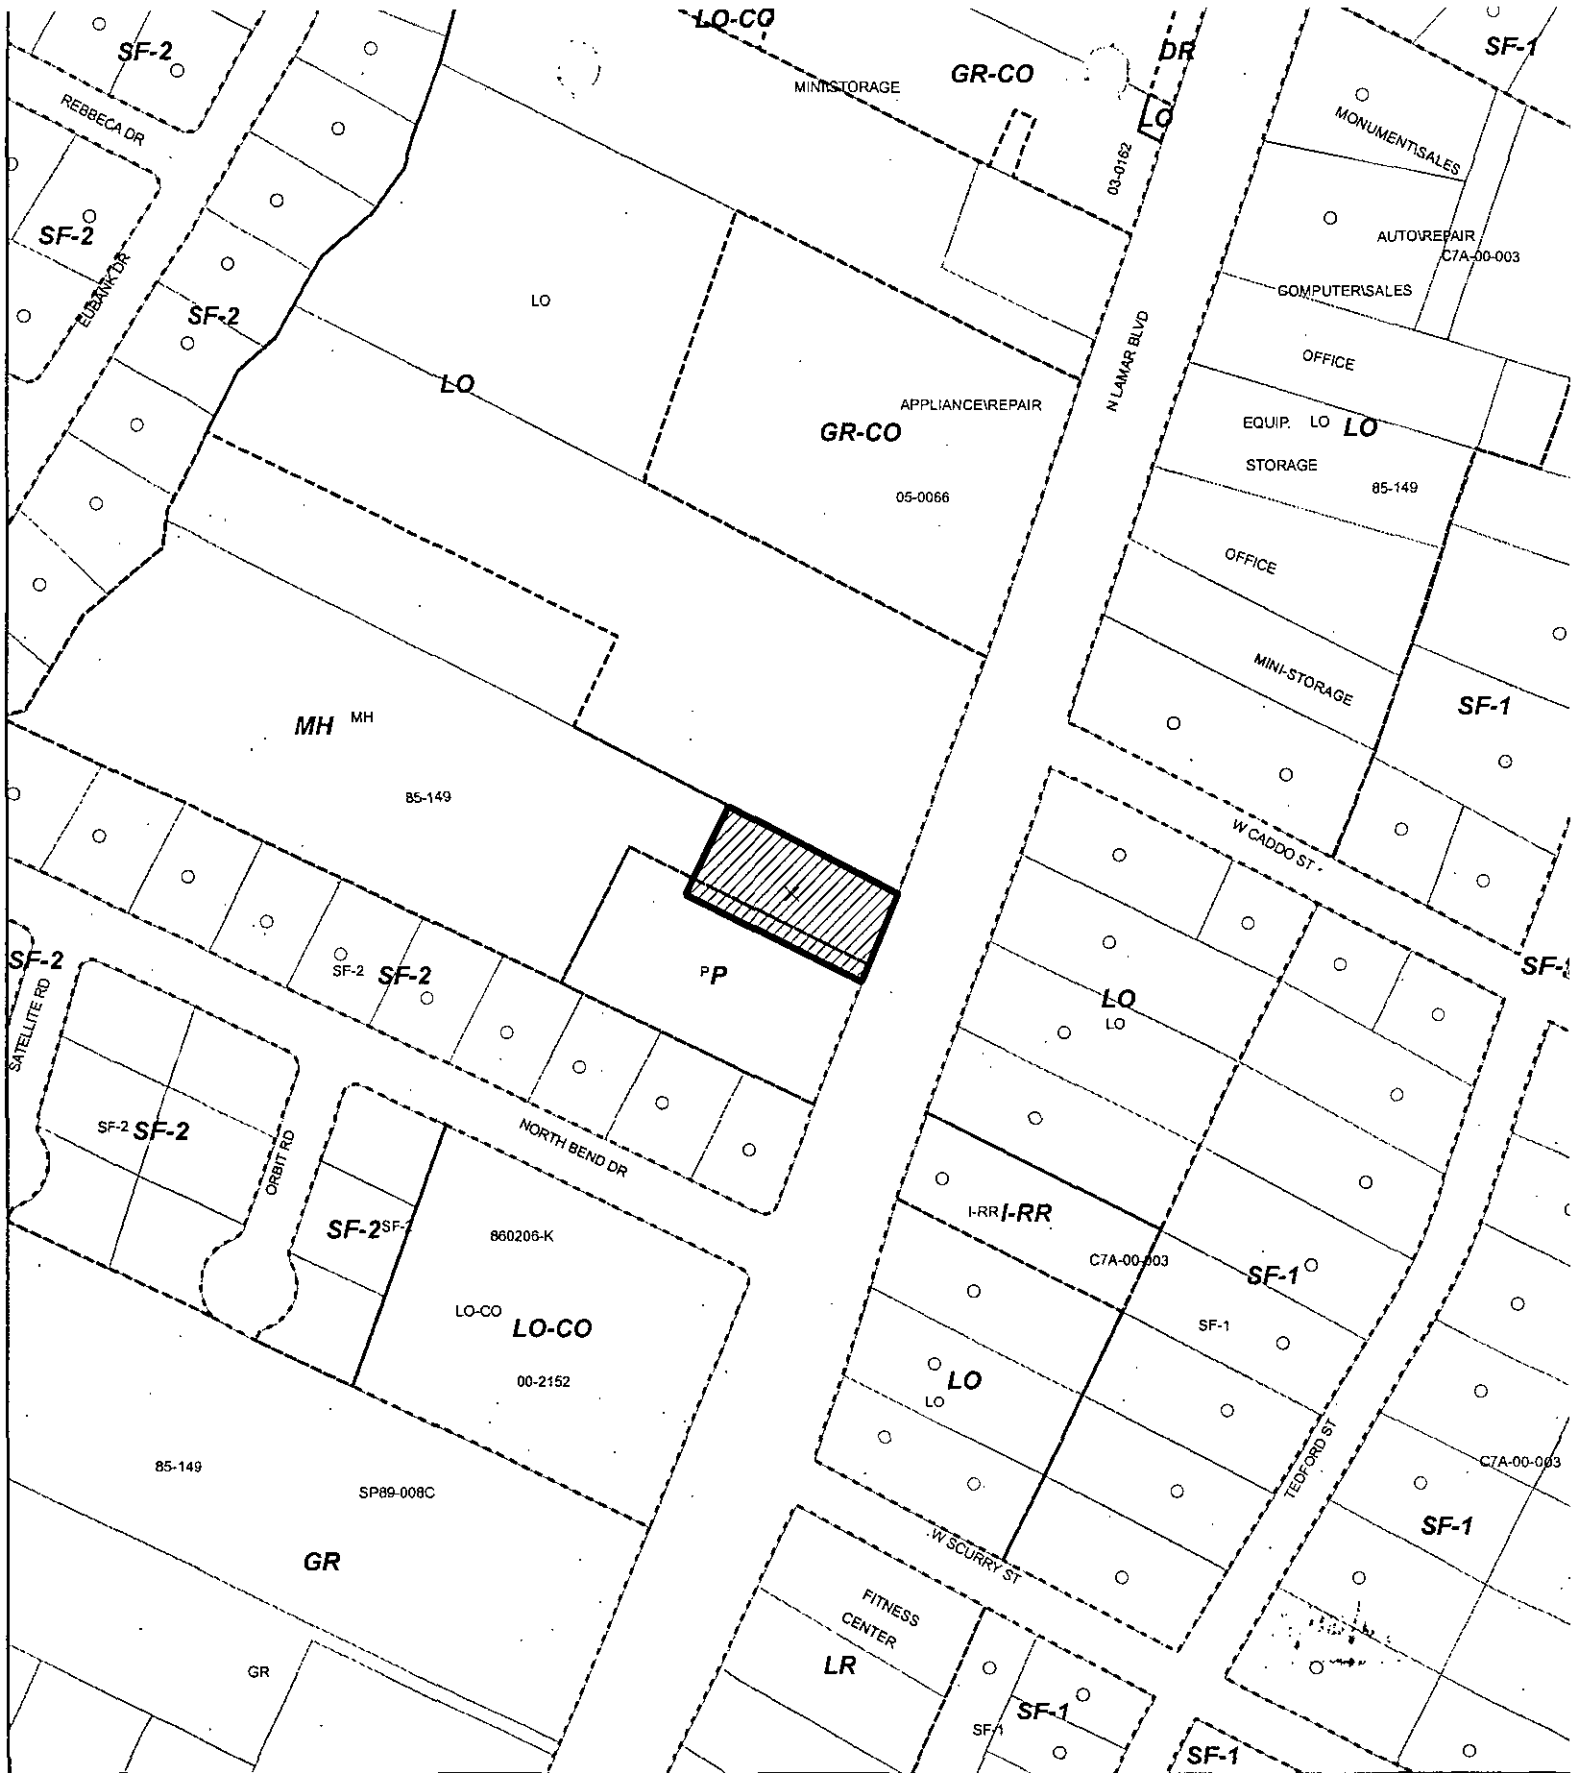 LO-CO
SF-2
DR
SF-1
GR-CO
MINI\STORAGE
LO
REBBECA DR
MONUMENT\SALES
03-0162
SF-2
AUTO\REPAIR
C7A-00-003
EUBANK DR
COMPUTER\SALES
LO
SF-2
N LAMAR BLVD
OFFICE
LO
APPLIANCE\REPAIR
GR-CO
EQUIP. LO
LO
STORAGE
05-0066
85-149
OFFICE
MINI-STORAGE
SF-1
MH
MH
85-149
W CADDO ST
SF-2
SF-2
SF-2
P
P
LO
LO
SATELLITE RD
SF-2
SF-2
ORBIT RD
NORTH BEND DR
SF-2
860206-K
I-RR
I-RR
C7A-00-003
SF-1
LO-CO
LO-CO
SF-1
00-2152
LO
LO
85-149
SP89-008C
TEDFORD ST
C7A-00-003
SF-1
GR
W SCURRY ST
FITNESS
CENTER
LR
GR
SF-1
SF-1
SF-1